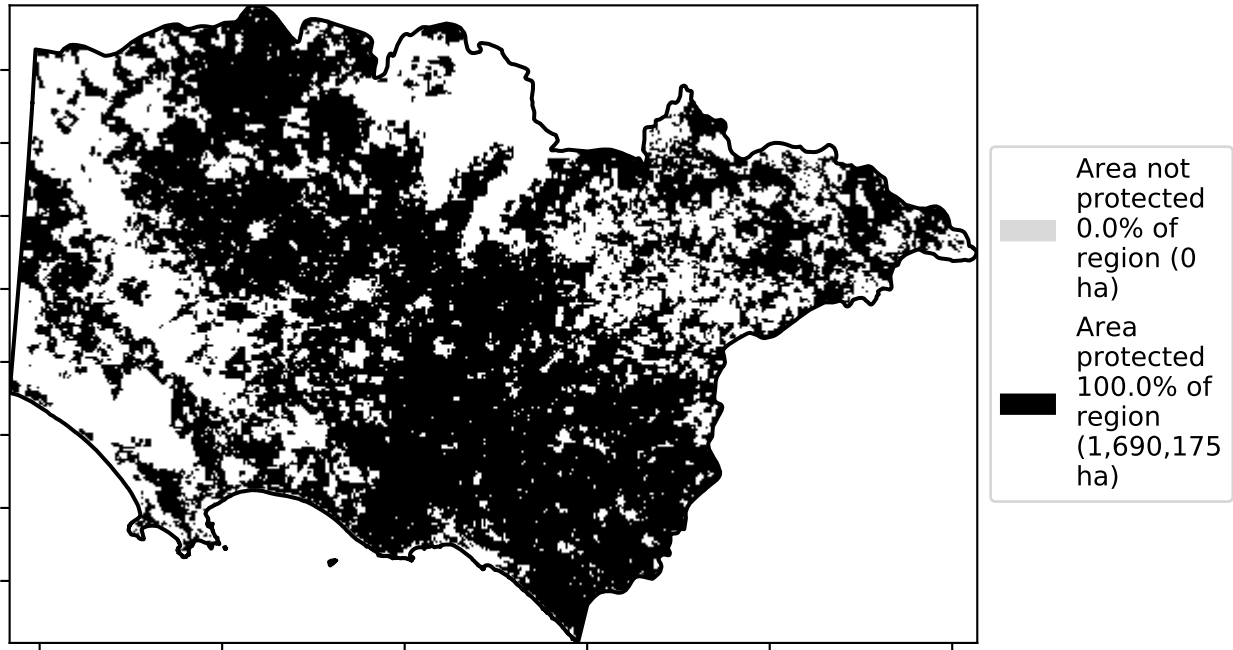 Area not
protected
0.0% of
region (0
ha)
Area
protected
100.0% of
region
(1,690,175
ha)